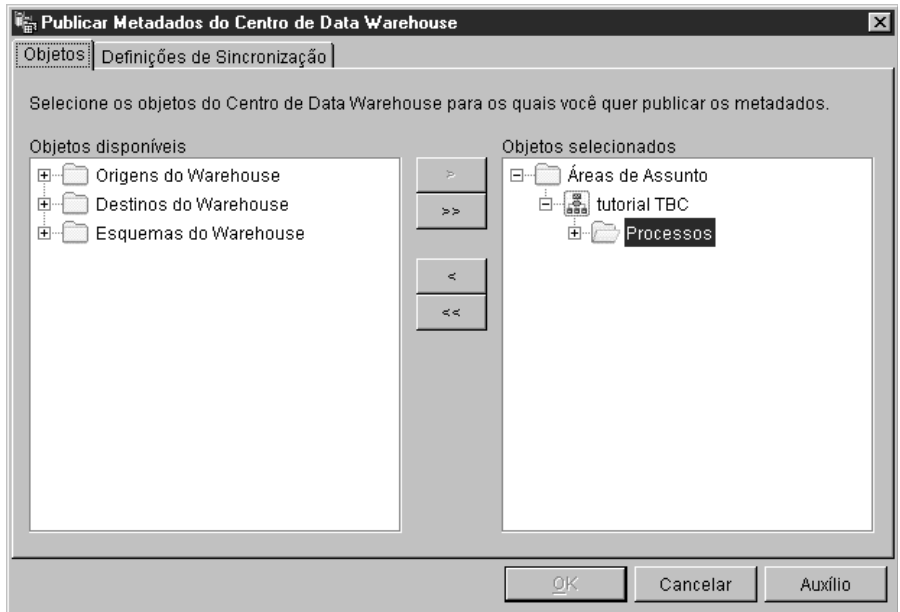 Publicar Metadados do Centro de Data Warehouse
Objetos
Definições de Sincronização
Selecione os objetos do Centro de Data Warehouse para os quais você quer publicar os metadados.
Objetos disponíveis
Origens do Warehouse
Destinos do Warehouse
Esquemas do Warehouse
>
>>
<
<<
Objetos selecionados
Áreas de Assunto
tutorial TBC
Processos
OK
Cancelar
Auxílio